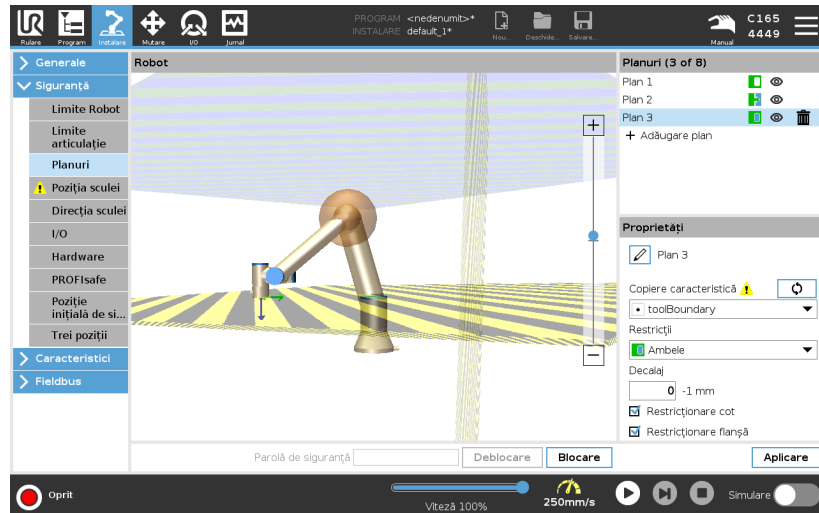 Rulare
Program
Instalare
Mutare
I/O
Jurnal
PROGRAM <nedenumit>*
INSTALARE default_1*
Nou...
Deschide...
Salvare...
Manual
C165
4449
Generale
Siguranță
Limite Robot
Limite
articulație
Planuri
Poziția sculei
Direcția sculei
I/O
Hardware
PROFIsafe
Poziție
inițială de si...
Trei poziții
Caracteristici
Fieldbus
Robot
+
−
Parolă de siguranță
Deblocare
Blocare
Planuri (3 of 8)
Plan 1
Plan 2
Plan 3
+ Adăugare plan
Proprietăți
Plan 3
Copiere caracteristică
toolBoundary
Restricții
Ambele
Decalaj
0 -1 mm
Restricționare cot
Restricționare flanșă
Aplicare
Oprit
Viteză 100%
250mm/s
Simulare